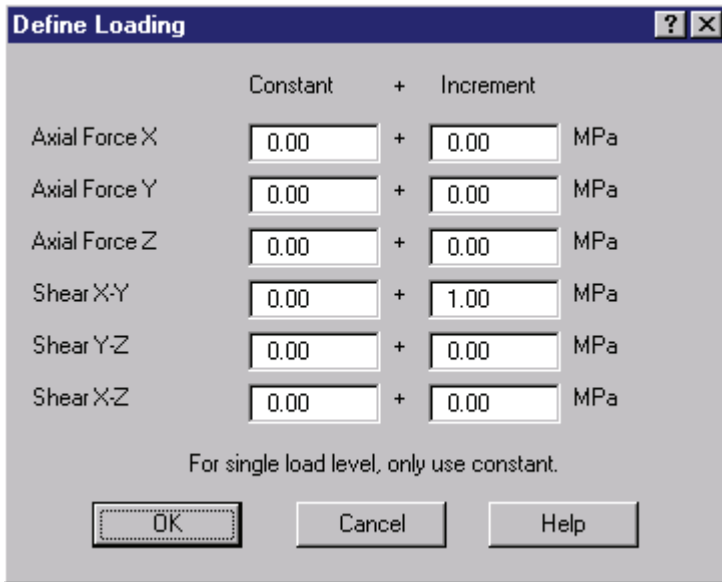 Define Loading ? X
Constant + Increment
Axial Force X 0.00 + 0.00 MPa
Axial Force Y 0.00 + 0.00 MPa
Axial Force Z 0.00 + 0.00 MPa
Shear X-Y 0.00 + 1.00 MPa
Shear Y-Z 0.00 + 0.00 MPa
Shear X-Z 0.00 + 0.00 MPa
For single load level, only use constant.
OK Cancel Help